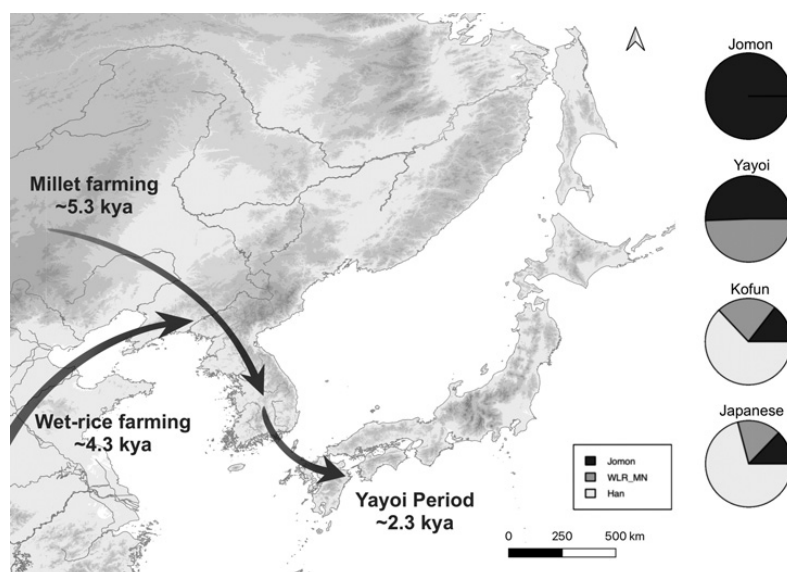 Millet farming
~5.3 kya
Wet-rice farming
~4.3 kya
Yayoi Period
~2.3 kya
Jomon
WLR_MN
Han
0 250 500 km
Jomon
Yayoi
Kofun
Japanese